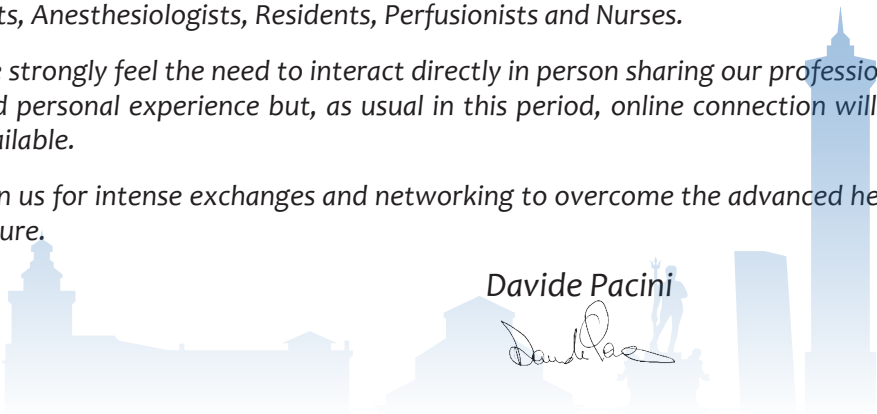 ts, Anesthesiologists, Residents, Perfusionists and Nurses.
e strongly feel the need to interact directly in person sharing our professio
d personal experience but, as usual in this period, online connection will
ailable.
n us for intense exchanges and networking to overcome the advanced he
ure.
Davide Pacini